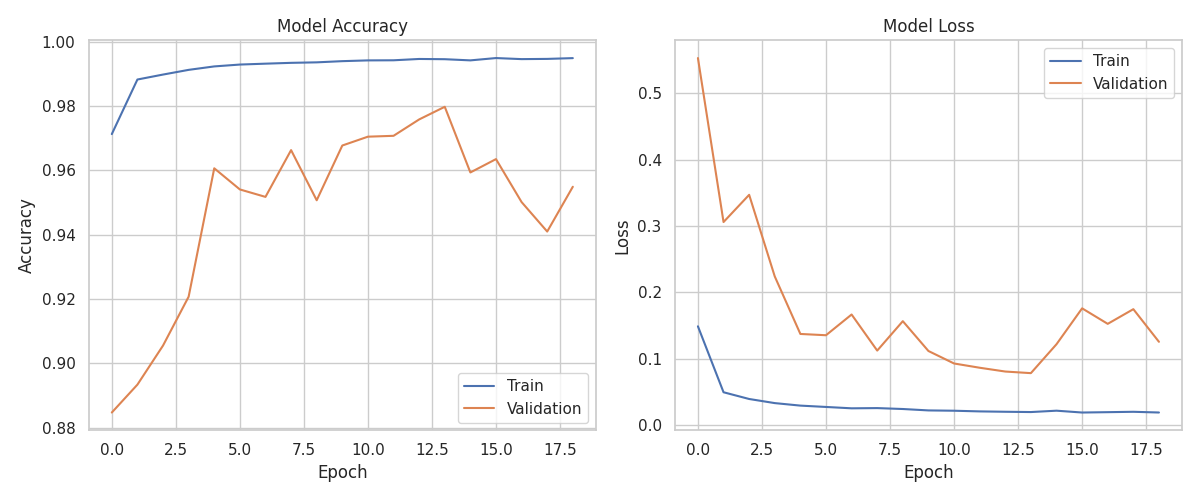 Model Accuracy
1.00
0.98
0.96
0.94
0.92
0.90
0.88
Accuracy
0.0 2.5 5.0 7.5 10.0 12.5 15.0 17.5
Epoch
Train
Validation
Model Loss
0.5
0.4
0.3
0.2
0.1
0.0
Loss
0.0 2.5 5.0 7.5 10.0 12.5 15.0 17.5
Epoch
Train
Validation